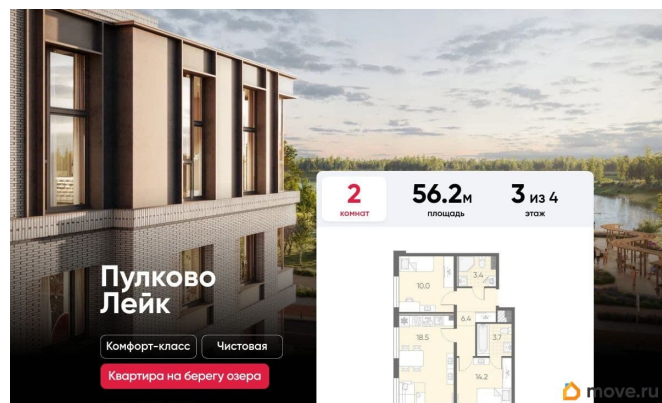 2
комнат
56.2м
площадь
3 из 4
этаж
Пулково
Лейк
Комфорт-класс
Чистовая
Квартира на берегу озера
10.0
3.4
6.4
18.5
3.7
14.2
move.ru